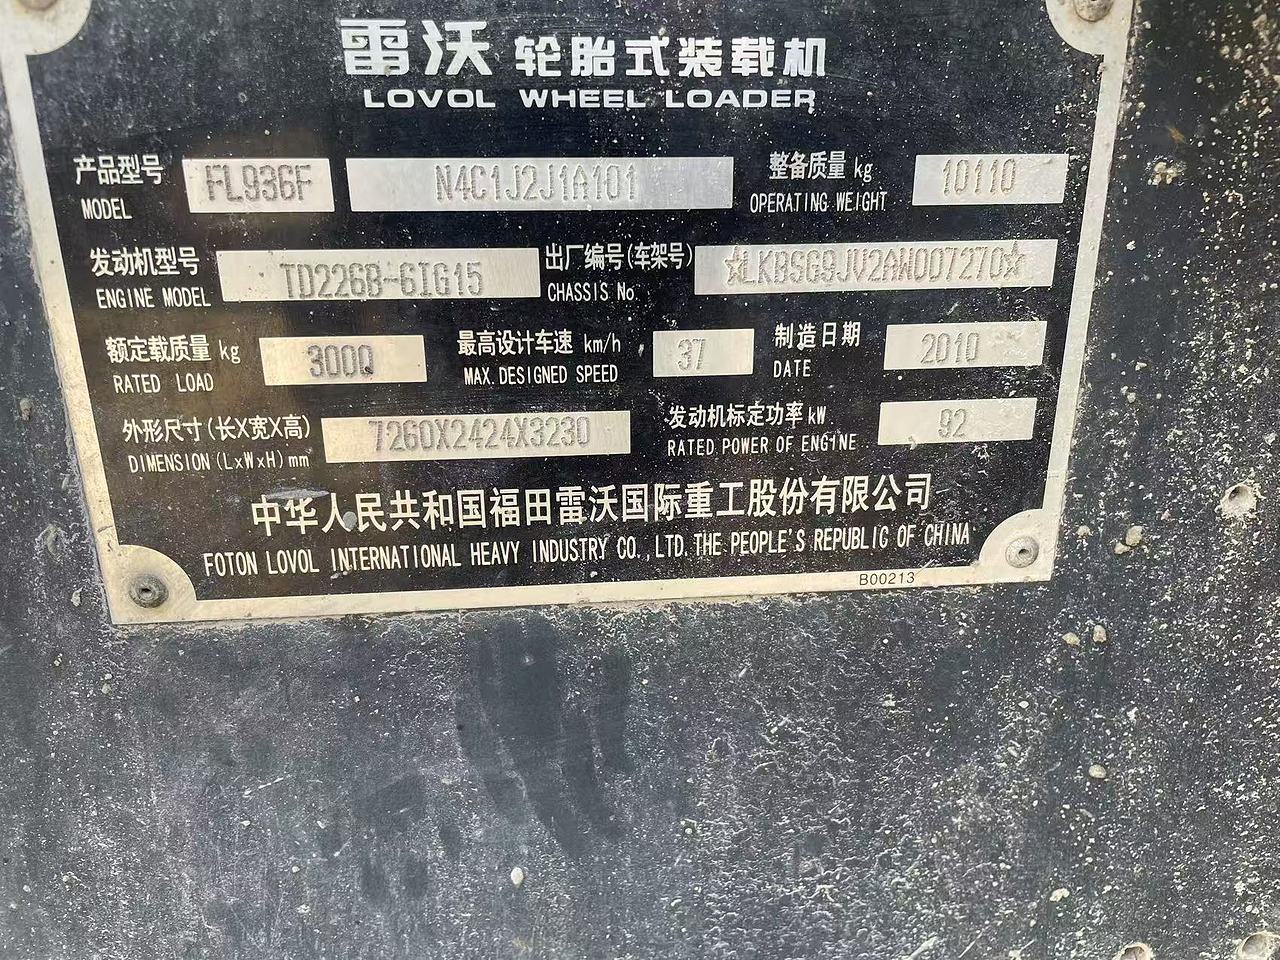 雷沃 轮胎式装载机
LOVOL WHEEL LOADER
产品型号 FL936F N4C1J2J1A101 整备质量 kg 10110
MODEL OPERATING WEIGHT
发动机型号 TD226B-6IG15 出厂编号(车架号) ☆LKBSG9JV2AW007270☆
ENGINE MODEL CHASSIS No
额定载质量 kg 3000 最高设计车速 km/h 37 制造日期 2010
RATED LOAD MAX.DESIGNED SPEED DATE
外形尺寸(长X宽X高) 7260X2424X3230 发动机标定功率kW 92
DIMENSION(LxWxH)mm RATED POWER OF ENGINE
中华人民共和国福田雷沃国际重工股份有限公司
FOTON LOVOL INTERNATIONAL HEAVY INDUSTRY CO.,LTD.THE PEOPLE'S REPUBLIC OF CHINA
B00213